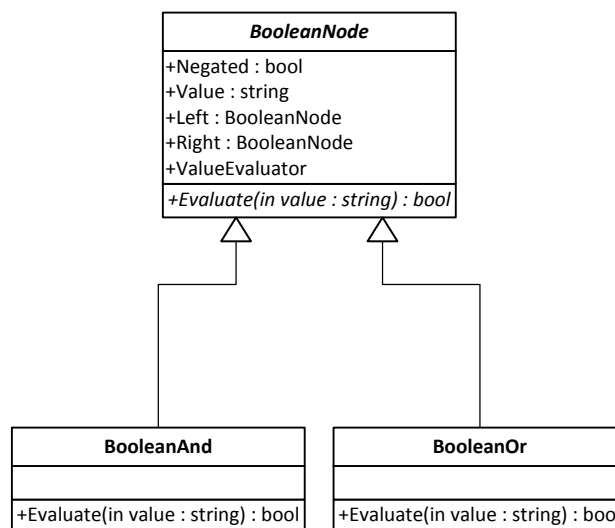 BooleanNode
+Negated : bool
+Value : string
+Left : BooleanNode
+Right : BooleanNode
+ValueEvaluator
+Evaluate(in value : string) : bool
BooleanAnd
BooleanOr
+Evaluate(in value : string) : bool
+Evaluate(in value : string) : bool